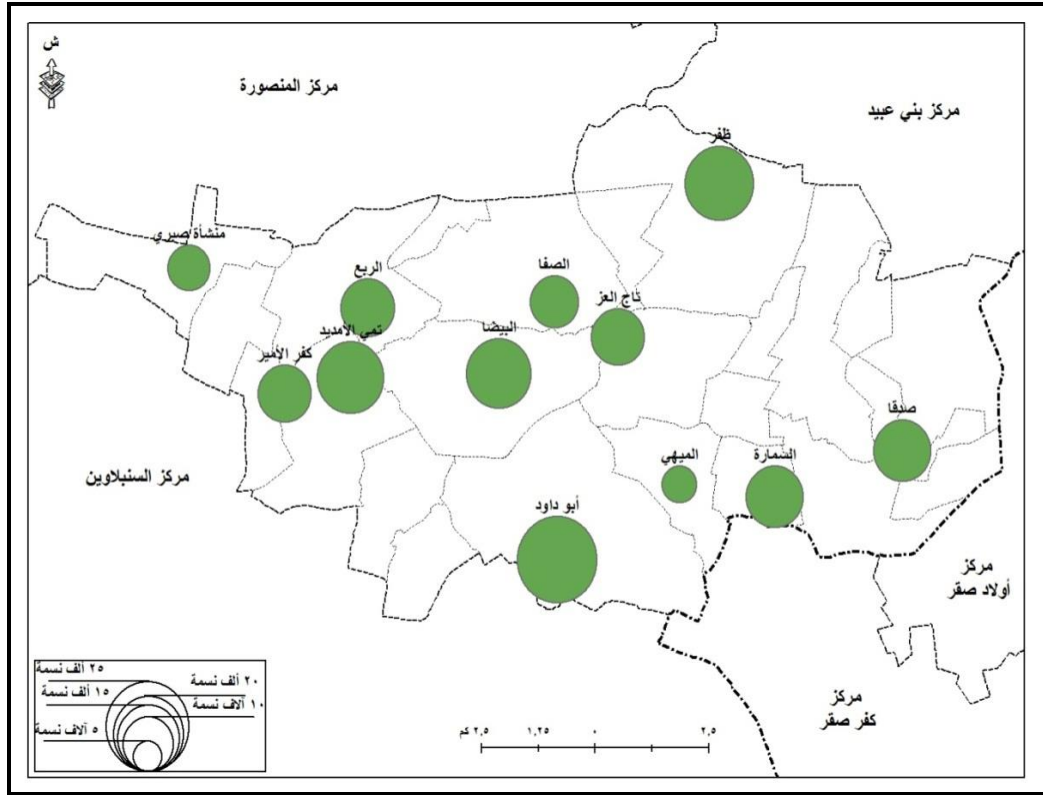 ش
مركز المنصورة
مركز بني عبيد
ظفر
منشأة صبري
الربع
الصفا
تاج العز
كفر الأمير
تمي الأمديد
البيضا
صدقا
مركز السنبلاوين
الميهي
السمارة
أبو داود
مركز
أولاد صقر
مركز
كفر صقر
٢٥ ألف نسمة
٢٠ ألف نسمة
١٥ ألف نسمة
١٠ آلاف نسمة
٥ آلاف نسمة
٢,٥ كم
١,٢٥
٠
٢,٥